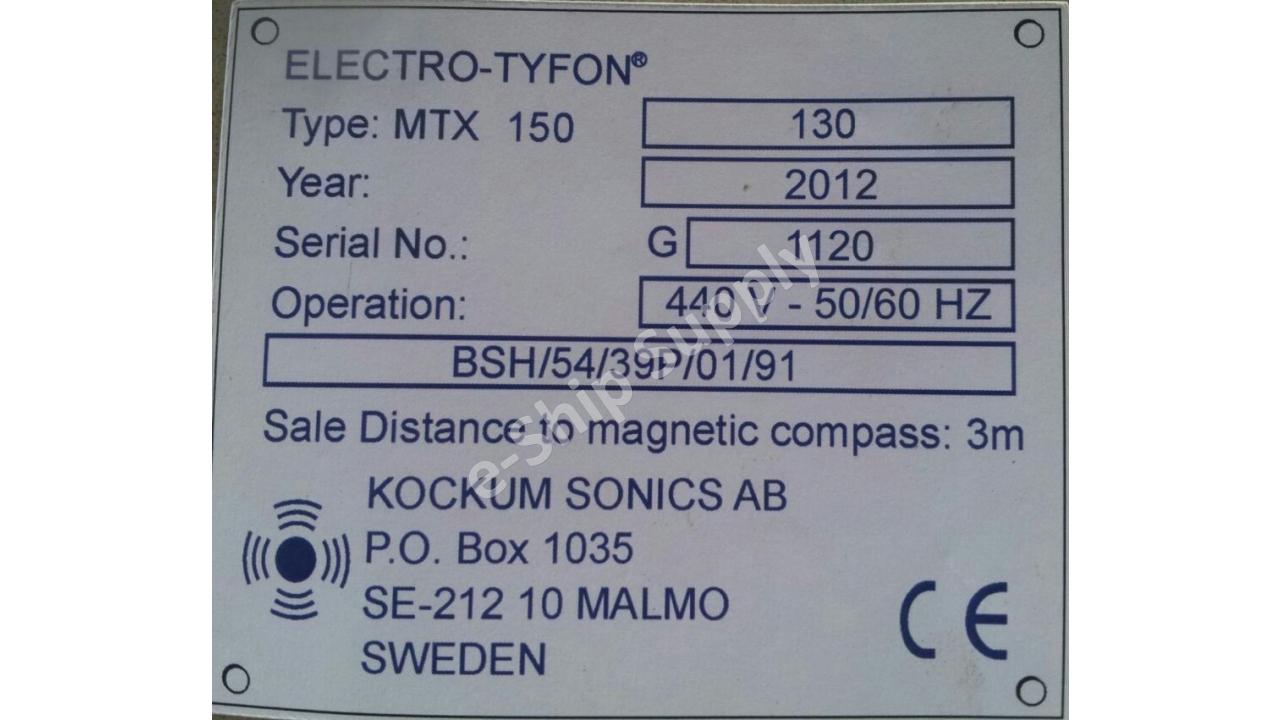 ELECTRO-TYFON®
Type: MTX 150 130
Year: 2012
Serial No.: G 1120
Operation: 440 V - 50/60 HZ
BSH/54/39P/01/91
Sale Distance to magnetic compass: 3m
KOCKUM SONICS AB
P.O. Box 1035
SE-212 10 MALMO
SWEDEN
CE
e-Ship Supply